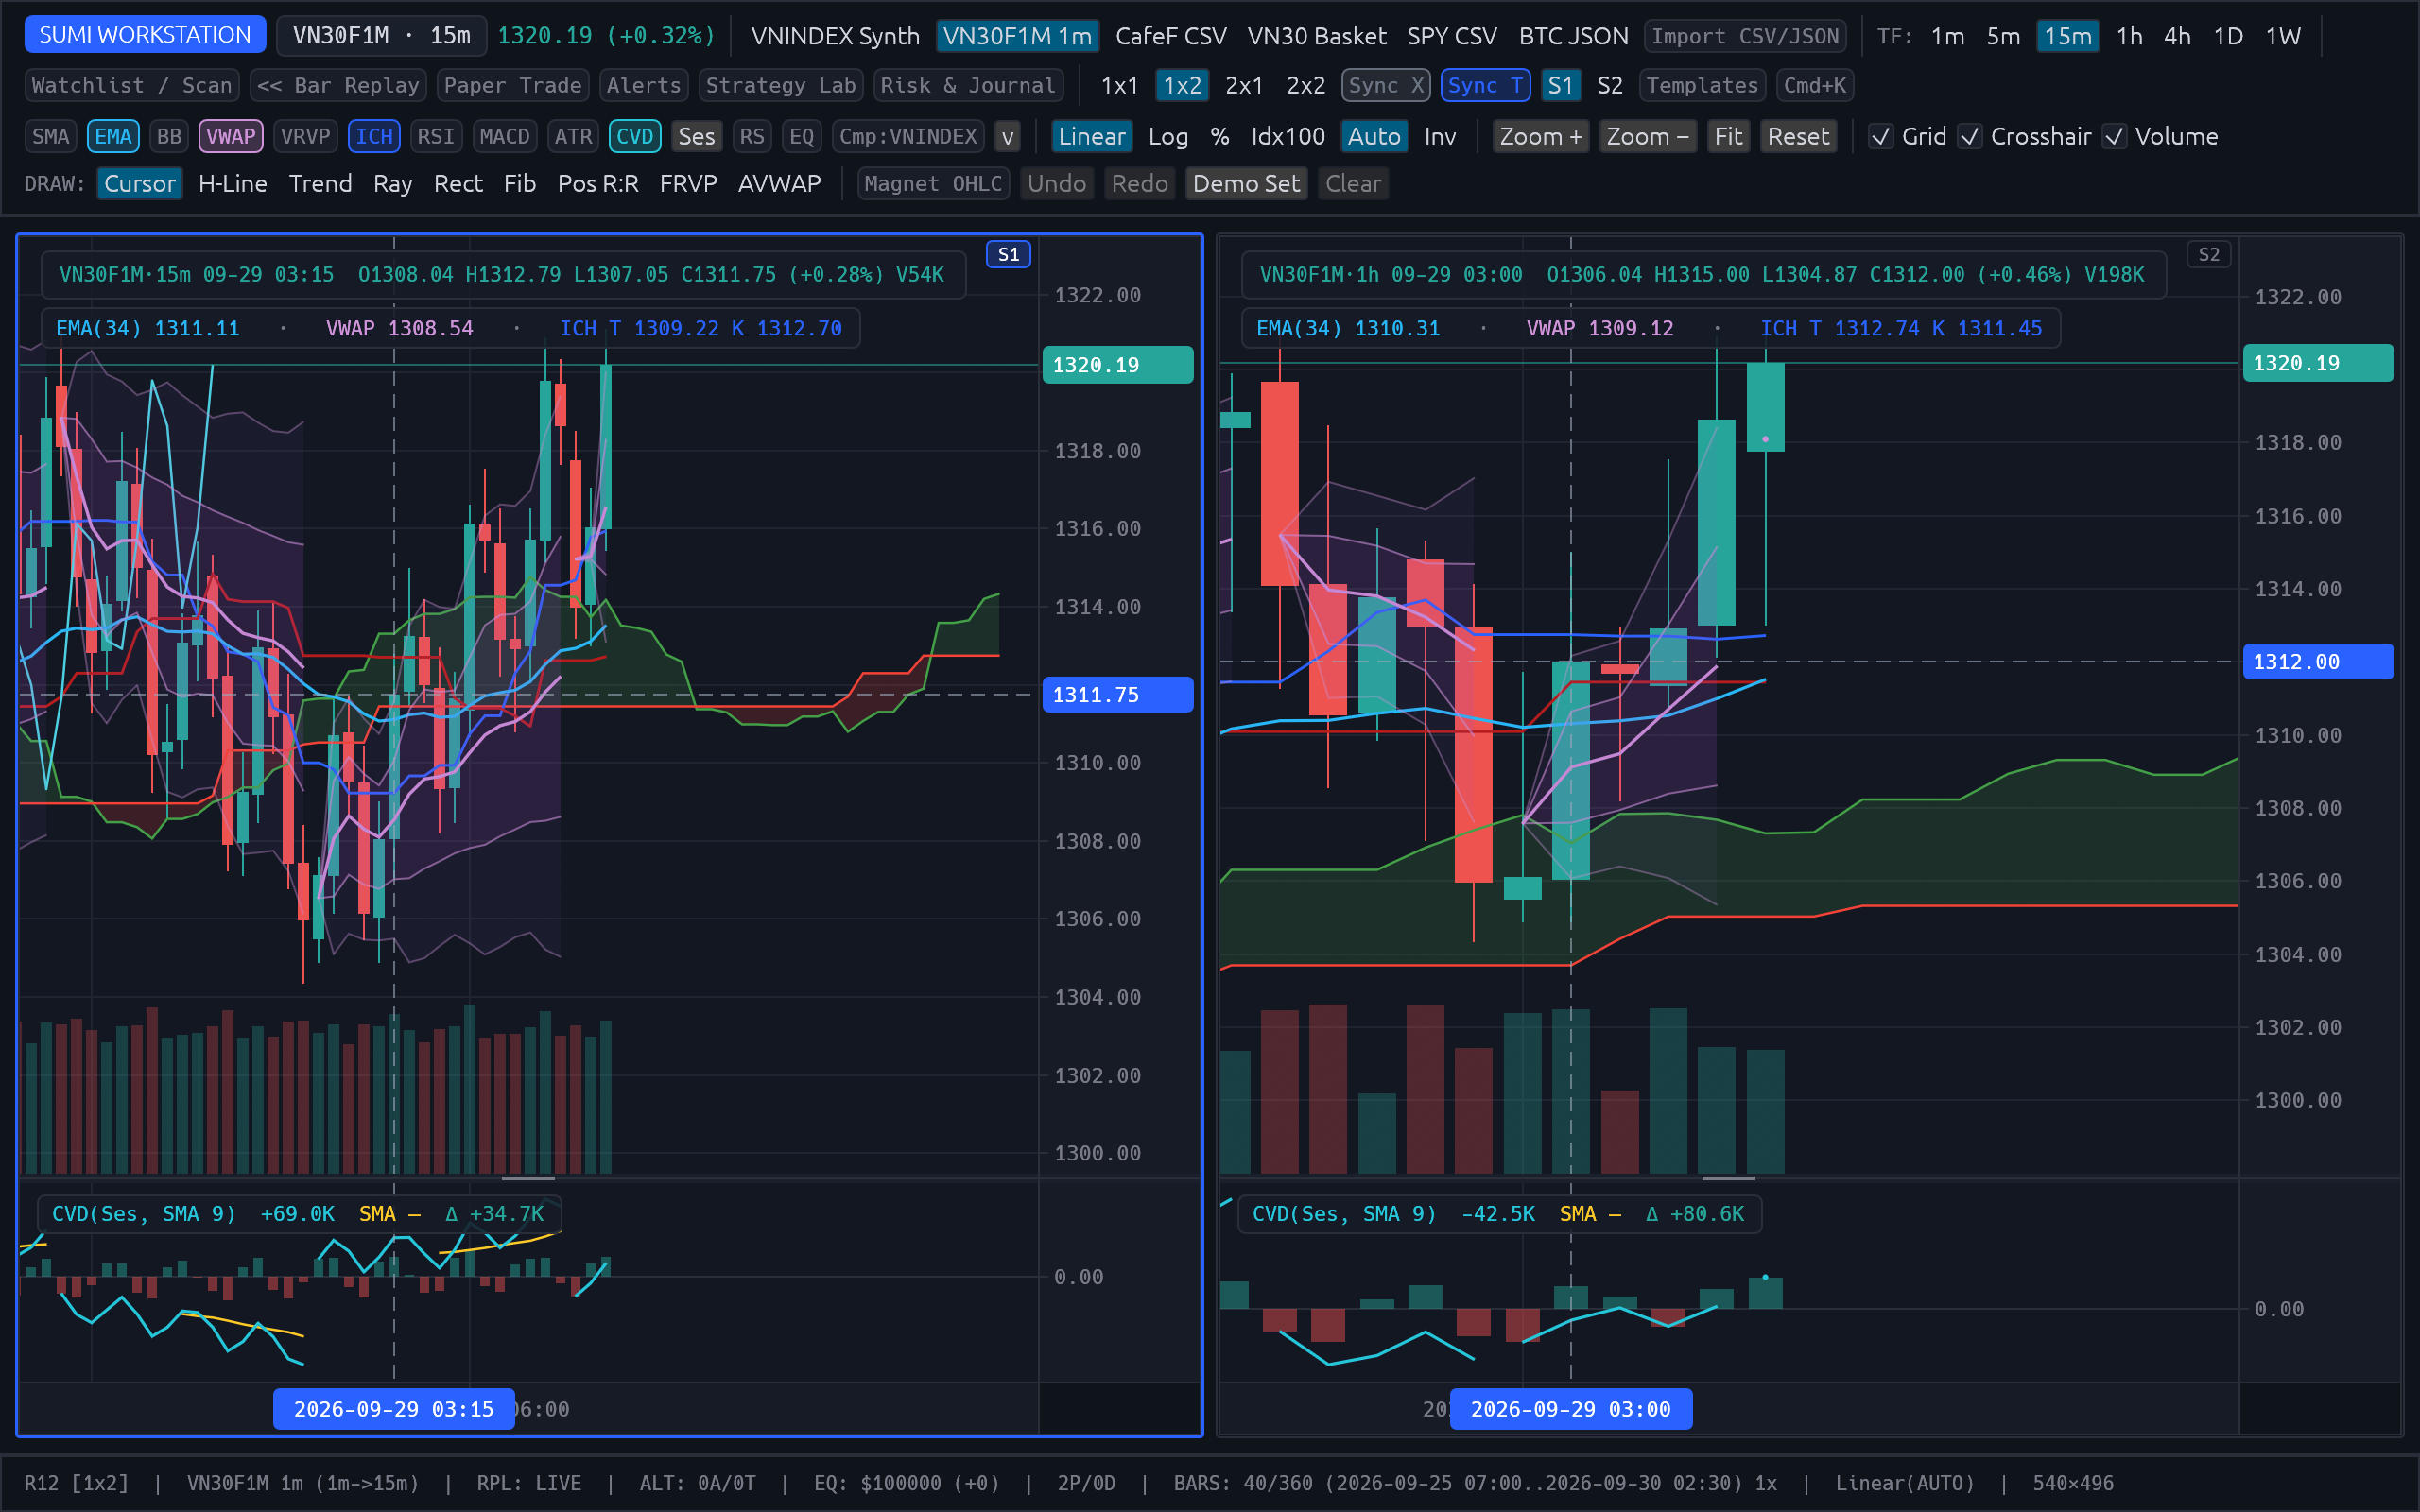 SUMI WORKSTATION VN30F1M · 15m 1320.19 (+0.32%) VNINDEX Synth VN30F1M 1m CafeF CSV VN30 Basket SPY CSV BTC JSON Import CSV/JSON TF: 1m 5m 15m 1h 4h 1D 1W
Watchlist / Scan << Bar Replay Paper Trade Alerts Strategy Lab Risk & Journal 1x1 1x2 2x1 2x2 Sync X Sync T S1 S2 Templates Cmd+K
SMA EMA BB VWAP VRVP ICH RSI MACD ATR CVD Ses RS EQ Cmp:VNINDEX v Linear Log % Idx100 Auto Inv Zoom + Zoom − Fit Reset Grid Crosshair Volume
DRAW: Cursor H-Line Trend Ray Rect Fib Pos R:R FRVP AVWAP Magnet OHLC Undo Redo Demo Set Clear
S1
VN30F1M·15m 09-29 03:15 O1308.04 H1312.79 L1307.05 C1311.75 (+0.28%) V54K
EMA(34) 1311.11 · VWAP 1308.54 · ICH T 1309.22 K 1312.70
1322.00
1320.19
1318.00
1316.00
1314.00
1311.75
1310.00
1308.00
1306.00
1304.00
1302.00
1300.00
CVD(Ses, SMA 9) +69.0K SMA — Δ +34.7K
0.00
2026-09-29 03:15 06:00
S2
VN30F1M·1h 09-29 03:00 O1306.04 H1315.00 L1304.87 C1312.00 (+0.46%) V198K
EMA(34) 1310.31 · VWAP 1309.12 · ICH T 1312.74 K 1311.45
1322.00
1320.19
1318.00
1316.00
1314.00
1312.00
1310.00
1308.00
1306.00
1304.00
1302.00
1300.00
CVD(Ses, SMA 9) -42.5K SMA — Δ +80.6K
0.00
2026-09-29 03:00
R12 [1x2] | VN30F1M 1m (1m->15m) | RPL: LIVE | ALT: 0A/0T | EQ: $100000 (+0) | 2P/0D | BARS: 40/360 (2026-09-25 07:00..2026-09-30 02:30) 1x | Linear(AUTO) | 540×496